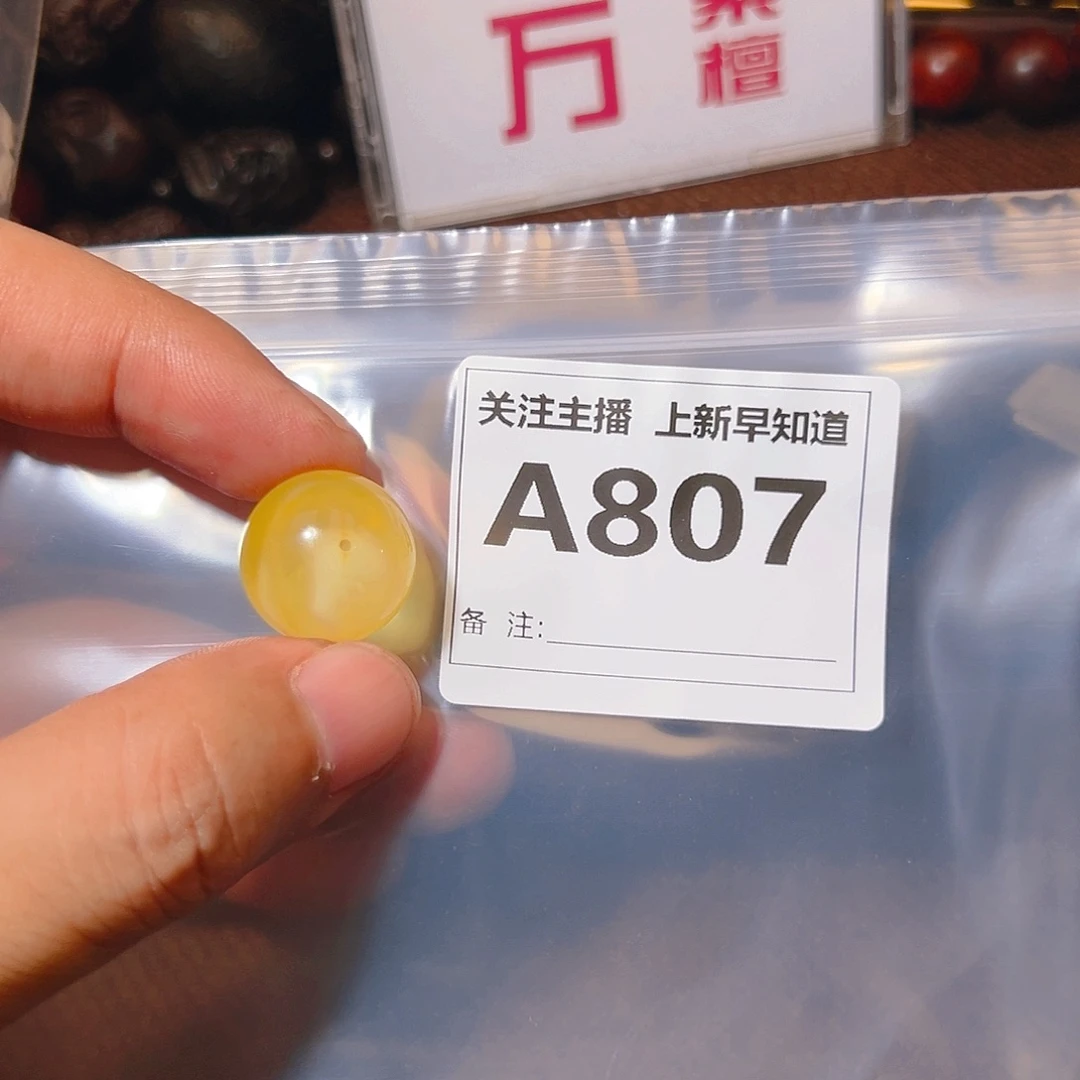 万
紫檀
关注主播 上新早知道
A807
备 注: